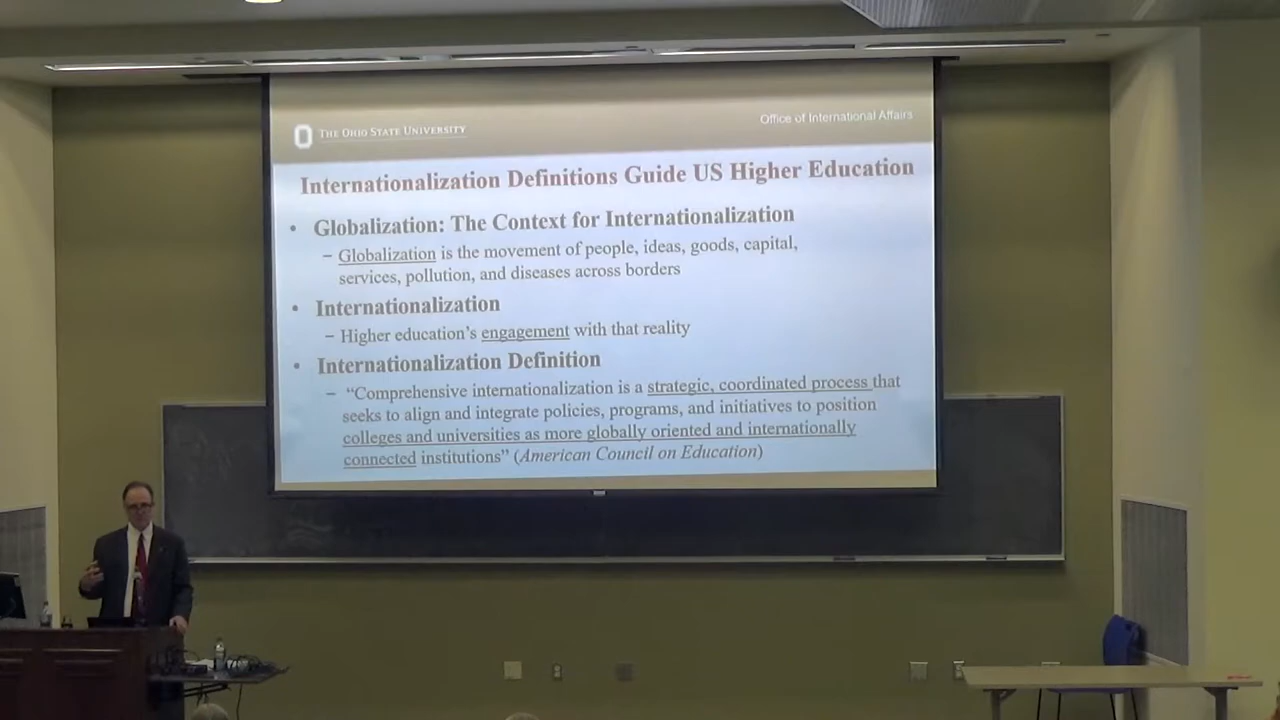 THE OHIO STATE UNIVERSITY
Office of International Affairs
Internationalization Definitions Guide US Higher Education
• Globalization: The Context for Internationalization
– Globalization is the movement of people, ideas, goods, capital,
services, pollution, and diseases across borders
• Internationalization
– Higher education's engagement with that reality
• Internationalization Definition
– “Comprehensive internationalization is a strategic, coordinated process that
seeks to align and integrate policies, programs, and initiatives to position
colleges and universities as more globally oriented and internationally
connected institutions” (American Council on Education)